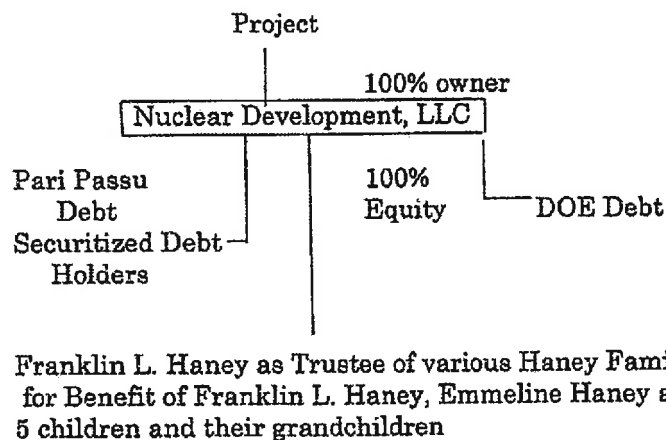 Project
100% owner
Nuclear Development, LLC
Pari Passu
Debt
Securitized Debt
Holders
100%
Equity
DOE Debt
Franklin L. Haney as Trustee of various Haney Fami
for Benefit of Franklin L. Haney, Emmeline Haney a
5 children and their grandchildren